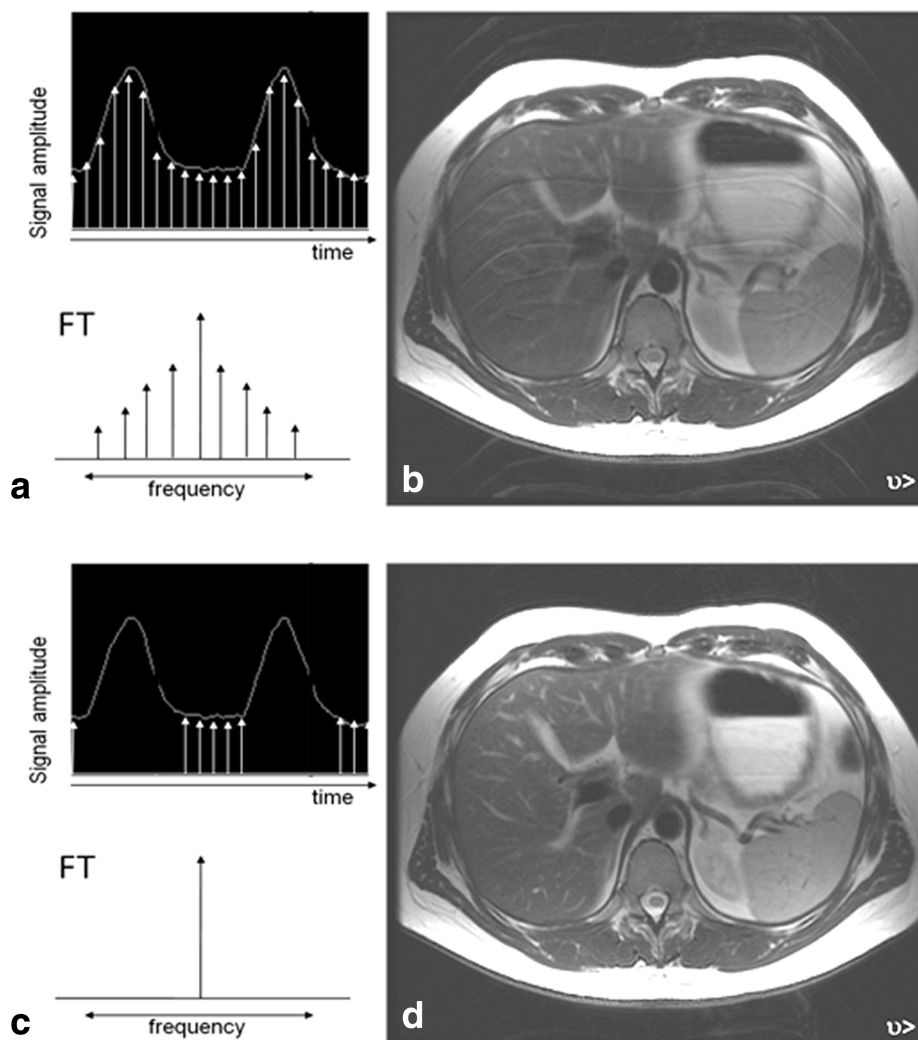 a
Signal amplitude
time
FT
frequency
b
υ>
c
Signal amplitude
time
FT
frequency
d
υ>